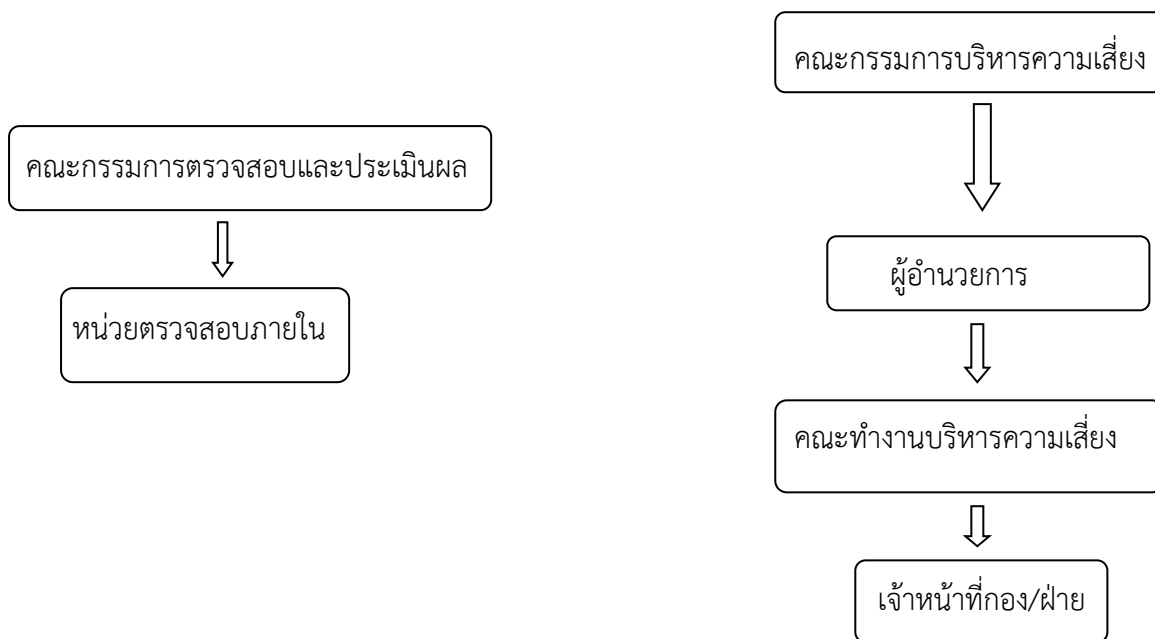 คณะกรรมการบริหารความเสี่ยง
คณะกรรมการตรวจสอบและประเมินผล
ผู้อำนวยการ
หน่วยตรวจสอบภายใน
คณะทำงานบริหารความเสี่ยง
เจ้าหน้าที่กอง/ฝ่าย